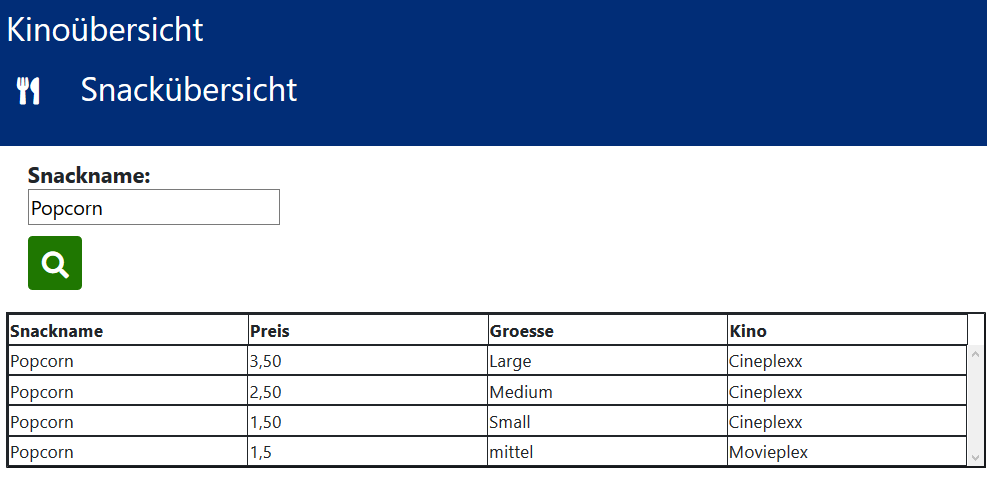 Kinoübersicht
Snackübersicht
Snackname:
Popcorn
Snackname Preis Groesse Kino
Popcorn 3,50 Large Cineplexx
Popcorn 2,50 Medium Cineplexx
Popcorn 1,50 Small Cineplexx
Popcorn 1,5 mittel Movieplex